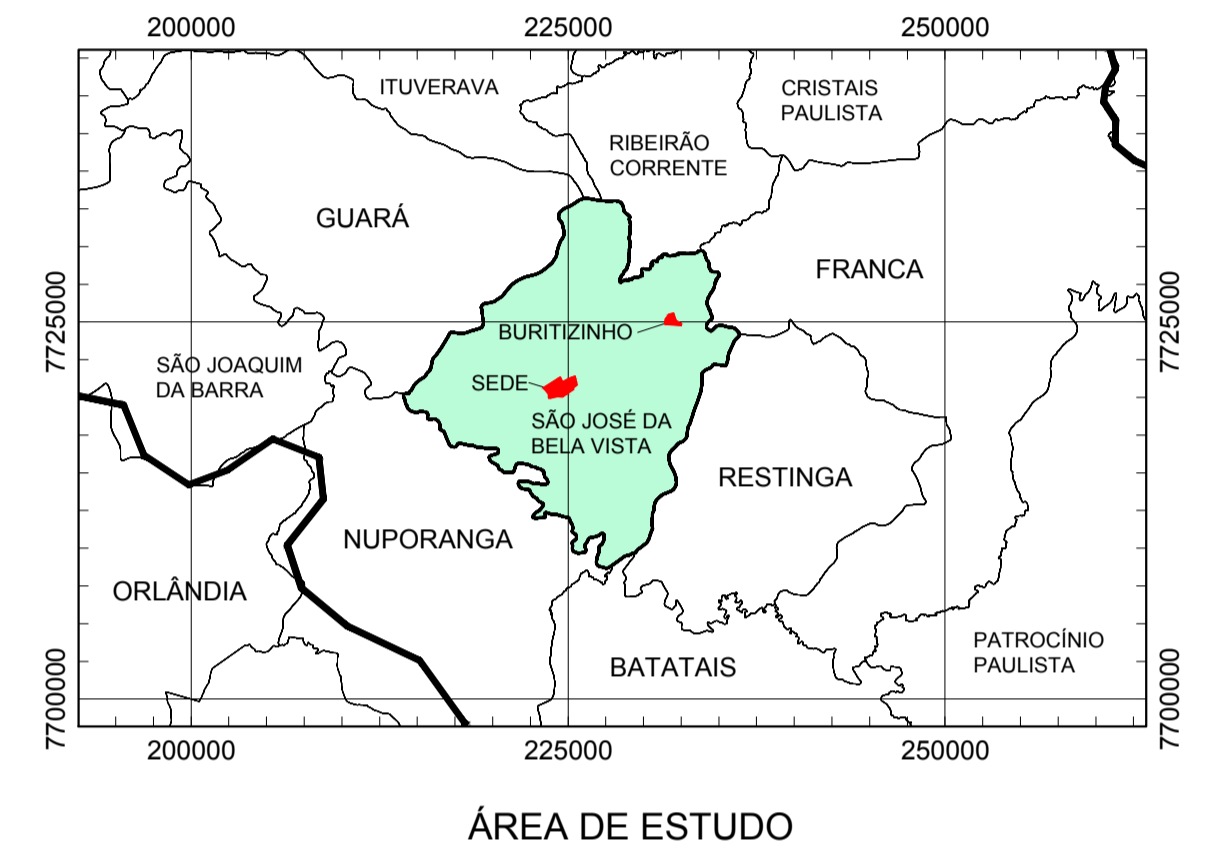 200000
225000
250000
ITUVERAVA
CRISTAIS
PAULISTA
RIBEIRÃO
CORRENTE
GUARÁ
FRANCA
7725000
7725000
BURITIZINHO
SÃO JOAQUIM
DA BARRA
SEDE
SÃO JOSÉ DA
BELA VISTA
RESTINGA
NUPORANGA
ORLÂNDIA
BATATAIS
PATROCÍNIO
PAULISTA
7700000
7700000
200000
225000
250000
ÁREA DE ESTUDO